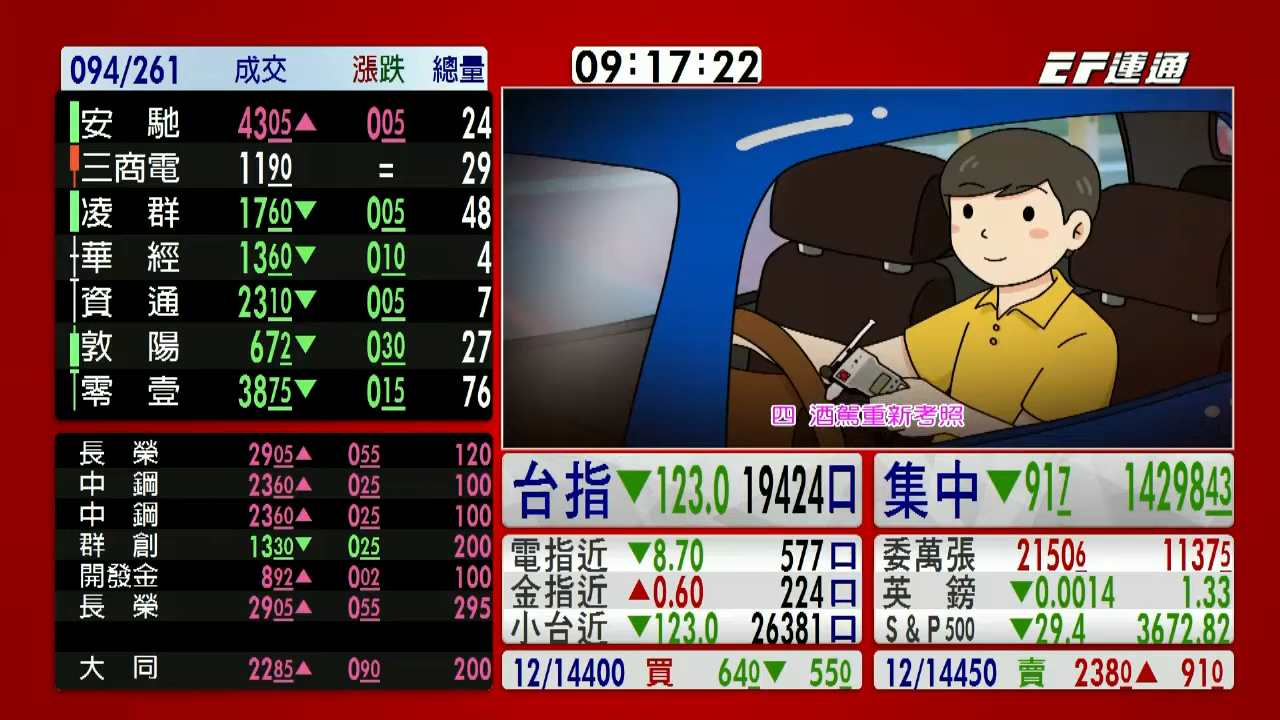 094/261 成交 漲跌 總量
09:17:22
EF運通
安馳 4305▲ 005 24
三商電 1190 = 29
凌群 1760▼ 005 48
華經 1360▼ 010 4
資通 2310▼ 005 7
敦陽 672▼ 030 27
零壹 3875▼ 015 76
四 酒駕重新考照
長榮 2905▲ 055 120
中鋼 2360▲ 025 100
中鋼 2360▲ 025 100
群創 1330▼ 025 200
開發金 892▲ 002 100
長榮 2905▲ 055 295
大同 2285▲ 090 200
台指▼123.0 19424口
集中▼917 1429843
電指近 ▼8.70 577口
金指近 ▲0.60 224口
小台近 ▼123.0 26381口
委萬張 21506 11375
英鎊 ▼0.0014 1.33
S&P500 ▼29.4 3672.82
12/14400 買 640▼ 550
12/14450 賣 2380▲ 910